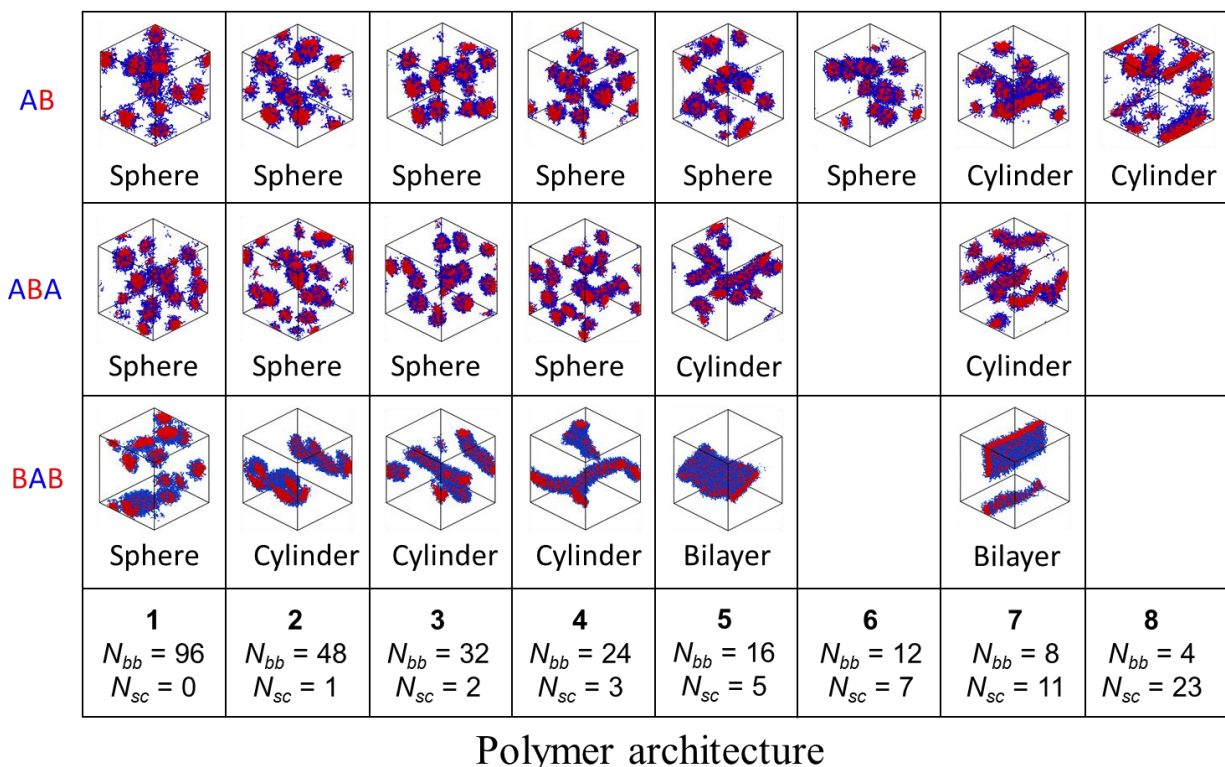 AB
Sphere Sphere Sphere Sphere Sphere Sphere Cylinder Cylinder
ABA
Sphere Sphere Sphere Sphere Cylinder Cylinder
BAB
Sphere Cylinder Cylinder Cylinder Bilayer Bilayer
1 2 3 4 5 6 7 8
N_bb = 96 N_bb = 48 N_bb = 32 N_bb = 24 N_bb = 16 N_bb = 12 N_bb = 8 N_bb = 4
N_sc = 0 N_sc = 1 N_sc = 2 N_sc = 3 N_sc = 5 N_sc = 7 N_sc = 11 N_sc = 23
Polymer architecture